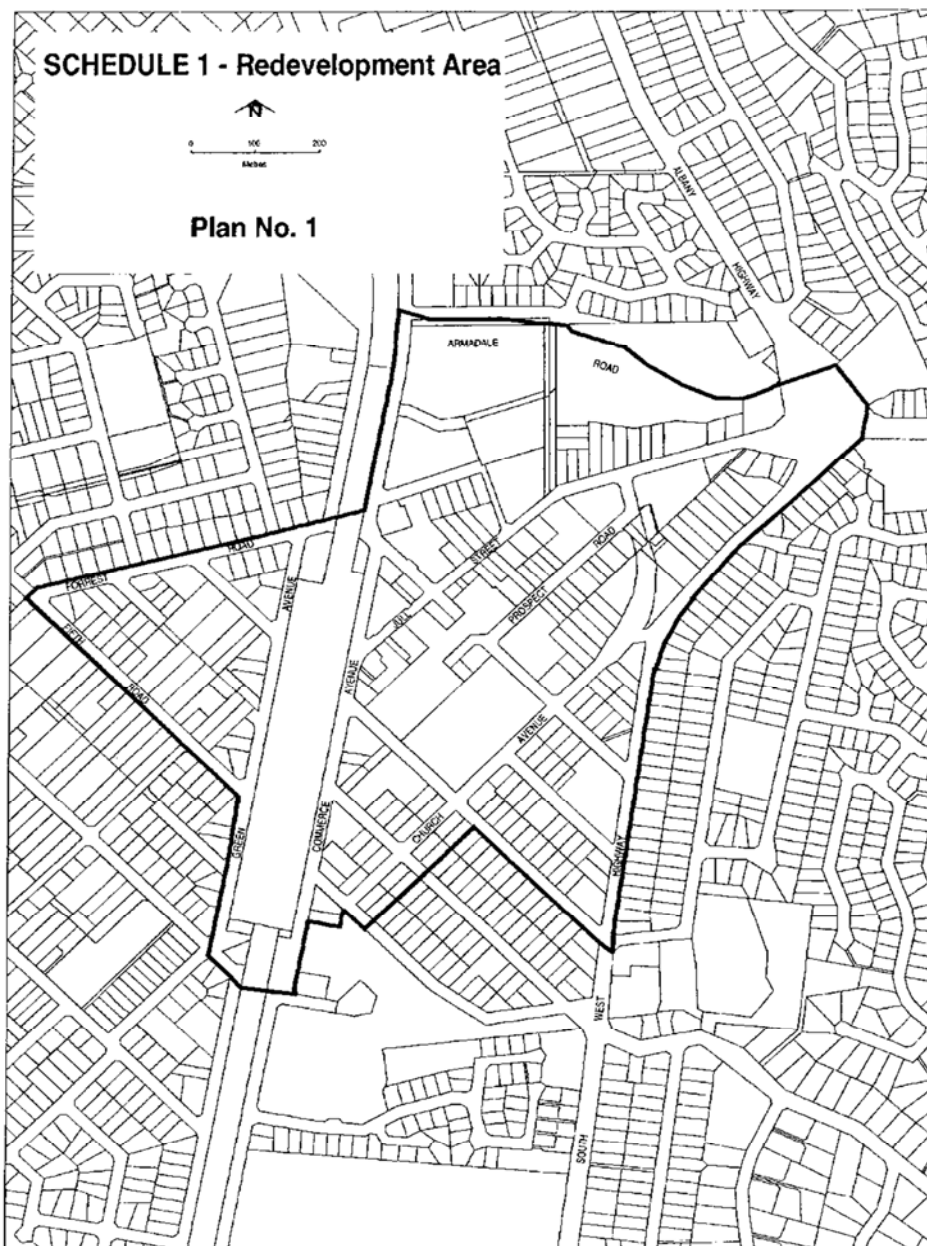 SCHEDULE 1 - Redevelopment Area
N
0 100 200
Metres
Plan No. 1
ALBANY
HIGHWAY
ARMADALE
ROAD
FORREST
ROAD
FIFTH
ROAD
AVENUE
GREEN
JULL
STREET
PROSPECT
ROAD
AVENUE
COMMERCE
CHURCH
AVENUE
HIGHWAY
WEST
SOUTH